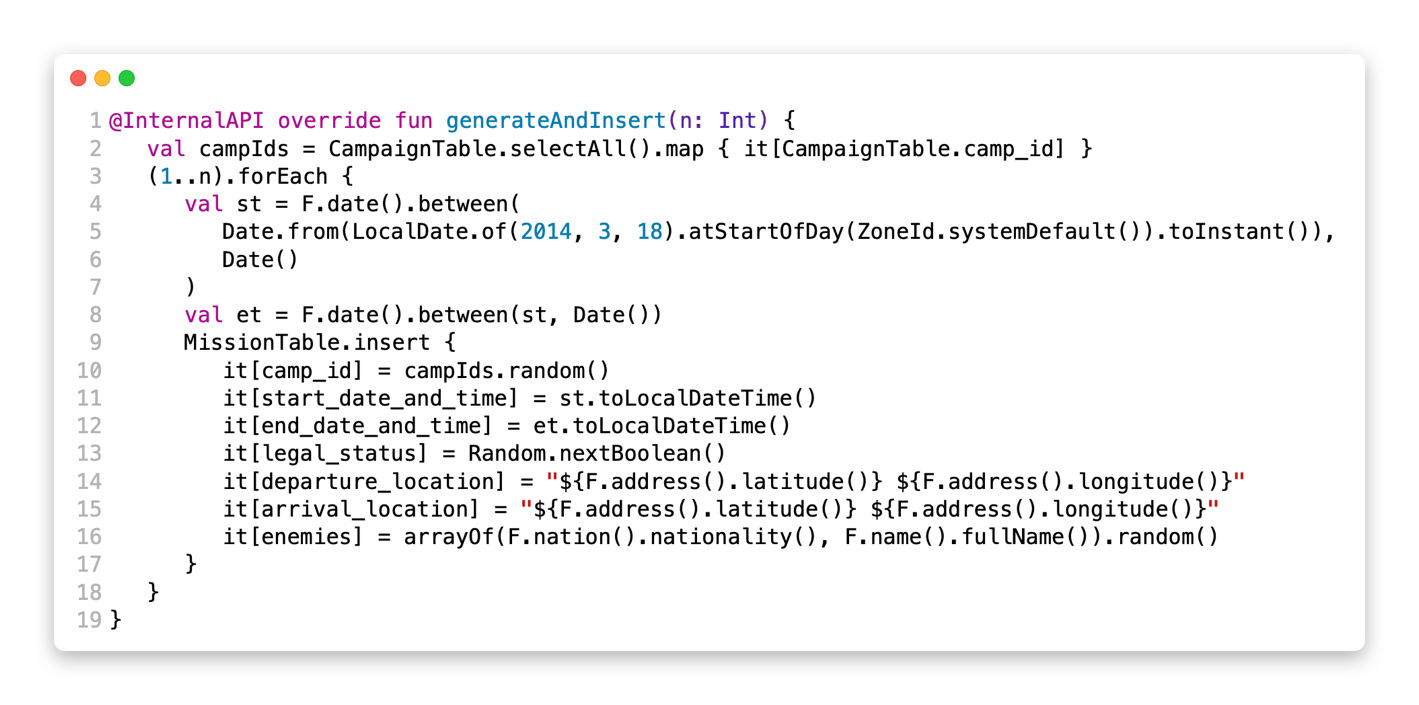 1 @InternalAPI override fun generateAndInsert(n: Int) {
2    val campIds = CampaignTable.selectAll().map { it[CampaignTable.camp_id] }
3    (1..n).forEach {
4       val st = F.date().between(
5          Date.from(LocalDate.of(2014, 3, 18).atStartOfDay(ZoneId.systemDefault()).toInstant()),
6          Date()
7       )
8       val et = F.date().between(st, Date())
9       MissionTable.insert {
10          it[camp_id] = campIds.random()
11          it[start_date_and_time] = st.toLocalDateTime()
12          it[end_date_and_time] = et.toLocalDateTime()
13          it[legal_status] = Random.nextBoolean()
14          it[departure_location] = "${F.address().latitude()} ${F.address().longitude()}"
15          it[arrival_location] = "${F.address().latitude()} ${F.address().longitude()}"
16          it[enemies] = arrayOf(F.nation().nationality(), F.name().fullName()).random()
17       }
18    }
19 }